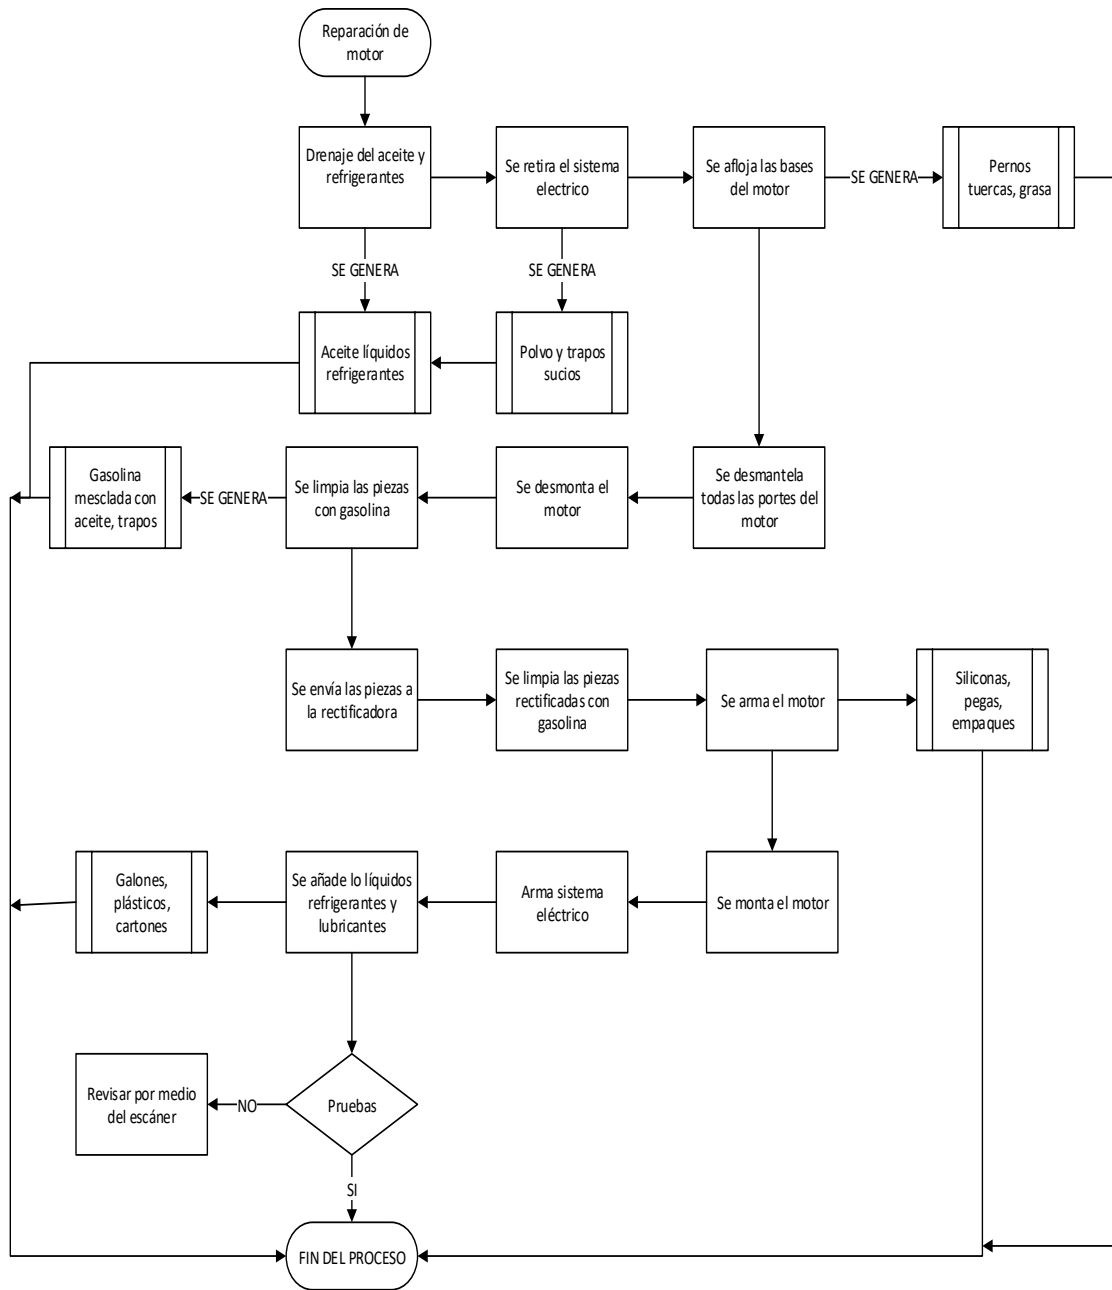 Reparación de
motor
Drenaje del aceite y
refrigerantes
Se retira el sistema
electrico
Se afloja las bases
del motor
SE GENERA
Pernos
tuercas, grasa
SE GENERA
SE GENERA
Aceite líquidos
refrigerantes
Polvo y trapos
sucios
Gasolina
mesclada con
aceite, trapos
SE GENERA
Se limpia las piezas
con gasolina
Se desmonta el
motor
Se desmantela
todas las portes del
motor
Se envía las piezas a
la rectificadora
Se limpia las piezas
rectificadas con
gasolina
Se arma el motor
Siliconas,
pegas,
empaques
Galones,
plásticos,
cartones
Se añade lo líquidos
refrigerantes y
lubricantes
Arma sistema
eléctrico
Se monta el motor
Revisar por medio
del escáner
NO
Pruebas
SI
FIN DEL PROCESO